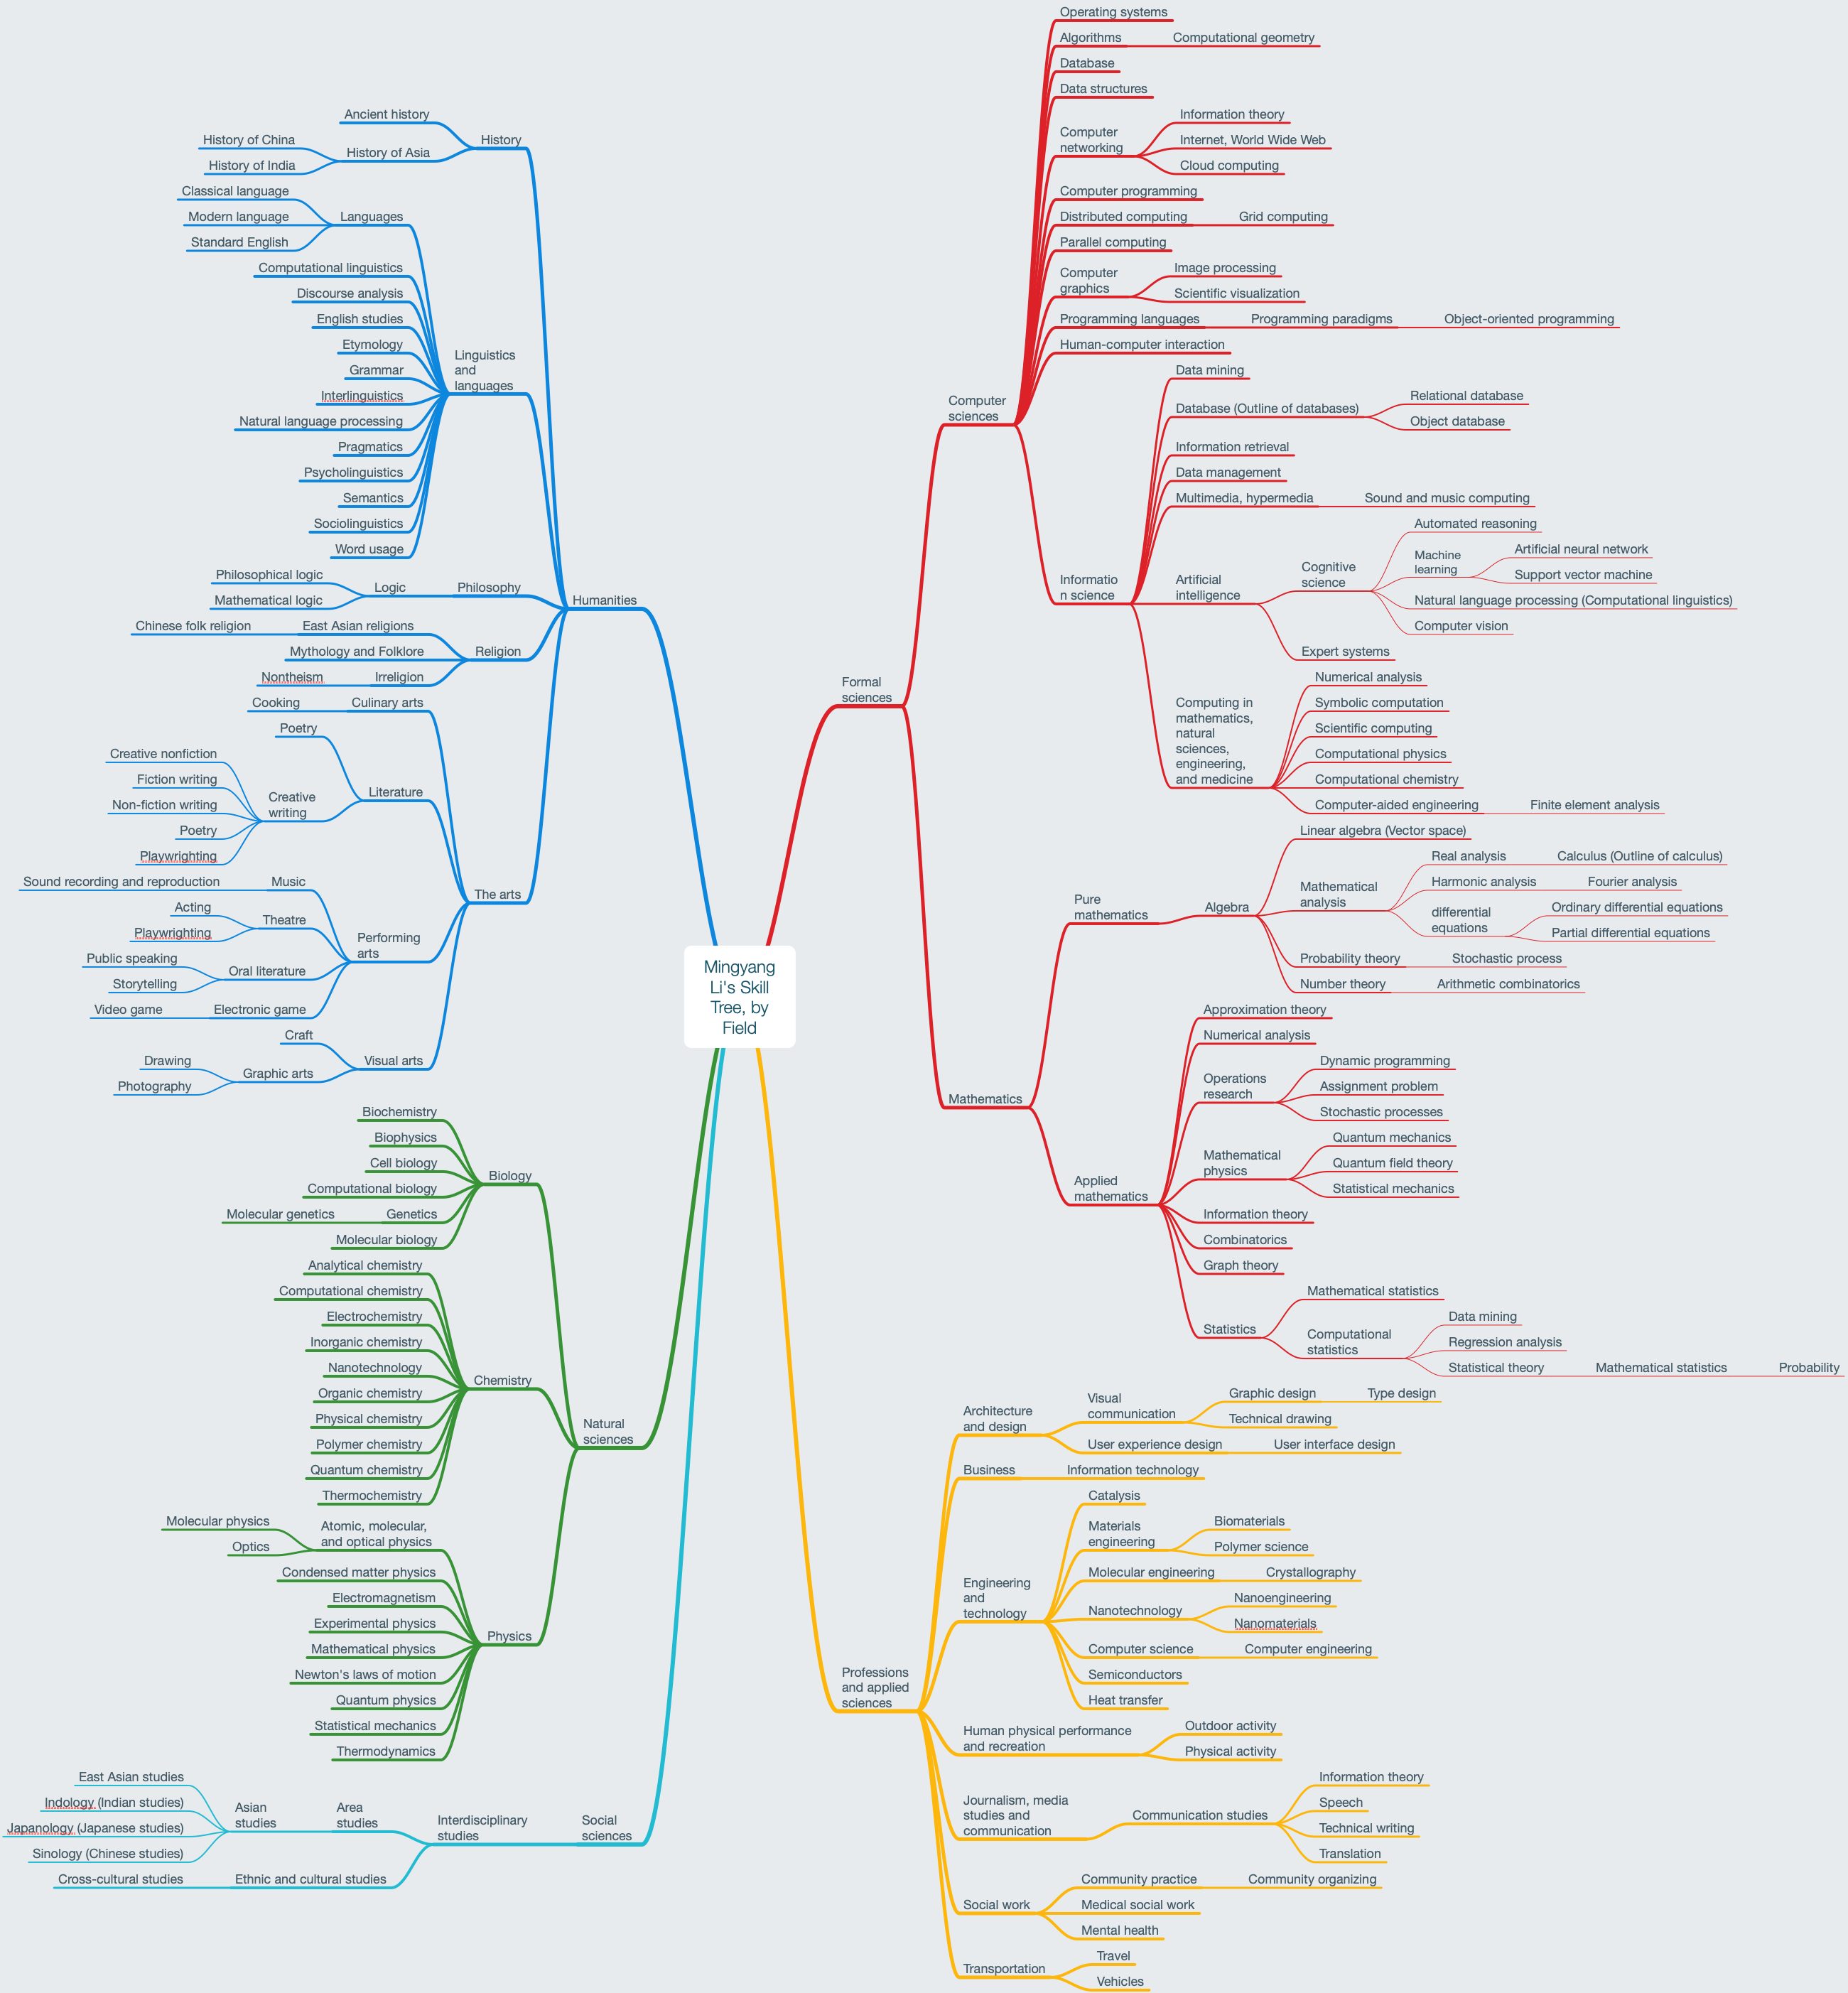 Mingyang
Li's Skill
Tree, by
Field
Humanities
History
Ancient history
History of Asia
History of China
History of India
Linguistics
and
languages
Languages
Classical language
Modern language
Standard English
Computational linguistics
Discourse analysis
English studies
Etymology
Grammar
Interlinguistics
Natural language processing
Pragmatics
Psycholinguistics
Semantics
Sociolinguistics
Word usage
Philosophy
Logic
Philosophical logic
Mathematical logic
Religion
East Asian religions
Chinese folk religion
Mythology and Folklore
Irreligion
Nontheism
The arts
Culinary arts
Cooking
Literature
Poetry
Creative
writing
Creative nonfiction
Fiction writing
Non-fiction writing
Poetry
Playwrighting
Performing
arts
Music
Sound recording and reproduction
Theatre
Acting
Playwrighting
Oral literature
Public speaking
Storytelling
Electronic game
Video game
Visual arts
Craft
Graphic arts
Drawing
Photography
Natural
sciences
Biology
Biochemistry
Biophysics
Cell biology
Computational biology
Genetics
Molecular genetics
Molecular biology
Chemistry
Analytical chemistry
Computational chemistry
Electrochemistry
Inorganic chemistry
Nanotechnology
Organic chemistry
Physical chemistry
Polymer chemistry
Quantum chemistry
Thermochemistry
Physics
Atomic, molecular,
and optical physics
Molecular physics
Optics
Condensed matter physics
Electromagnetism
Experimental physics
Mathematical physics
Newton's laws of motion
Quantum physics
Statistical mechanics
Thermodynamics
Social
sciences
Interdisciplinary
studies
Area
studies
Asian
studies
East Asian studies
Indology (Indian studies)
Japanology (Japanese studies)
Sinology (Chinese studies)
Ethnic and cultural studies
Cross-cultural studies
Formal
sciences
Computer
sciences
Operating systems
Algorithms
Computational geometry
Database
Data structures
Computer
networking
Information theory
Internet, World Wide Web
Cloud computing
Computer programming
Distributed computing
Grid computing
Parallel computing
Computer
graphics
Image processing
Scientific visualization
Programming languages
Programming paradigms
Object-oriented programming
Human-computer interaction
Informatio
n science
Data mining
Database (Outline of databases)
Relational database
Object database
Information retrieval
Data management
Multimedia, hypermedia
Sound and music computing
Artificial
intelligence
Cognitive
science
Automated reasoning
Machine
learning
Artificial neural network
Support vector machine
Natural language processing (Computational linguistics)
Computer vision
Expert systems
Computing in
mathematics,
natural
sciences,
engineering,
and medicine
Numerical analysis
Symbolic computation
Scientific computing
Computational physics
Computational chemistry
Computer-aided engineering
Finite element analysis
Mathematics
Pure
mathematics
Algebra
Linear algebra (Vector space)
Mathematical
analysis
Real analysis
Calculus (Outline of calculus)
Harmonic analysis
Fourier analysis
differential
equations
Ordinary differential equations
Partial differential equations
Probability theory
Stochastic process
Number theory
Arithmetic combinatorics
Applied
mathematics
Approximation theory
Numerical analysis
Operations
research
Dynamic programming
Assignment problem
Stochastic processes
Mathematical
physics
Quantum mechanics
Quantum field theory
Statistical mechanics
Information theory
Combinatorics
Graph theory
Statistics
Mathematical statistics
Computational
statistics
Data mining
Regression analysis
Statistical theory
Mathematical statistics
Probability
Professions
and applied
sciences
Architecture
and design
Visual
communication
Graphic design
Type design
Technical drawing
User experience design
User interface design
Business
Information technology
Engineering
and
technology
Catalysis
Materials
engineering
Biomaterials
Polymer science
Molecular engineering
Crystallography
Nanotechnology
Nanoengineering
Nanomaterials
Computer science
Computer engineering
Semiconductors
Heat transfer
Human physical performance
and recreation
Outdoor activity
Physical activity
Journalism, media
studies and
communication
Communication studies
Information theory
Speech
Technical writing
Translation
Social work
Community practice
Community organizing
Medical social work
Mental health
Transportation
Travel
Vehicles